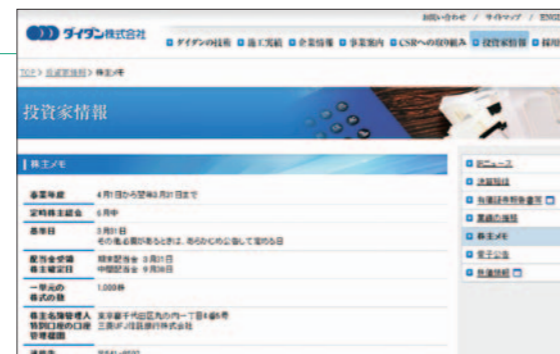 お問い合わせ / サイトマップ / ENGL
ダイダン株式会社
ダイダンの技術 施工実績 企業情報 事業案内 CSRへの取り組み 投資家情報 採用
TOP > 投資家情報 > 株主メモ
投資家情報
株主メモ
事業年度 4月1日から翌年3月31日まで
定時株主総会 6月中
基準日 3月31日
その他必要があるときは、あらかじめ公告して定める日
配当金受領 期末配当金 3月31日
株主確定日 中間配当金 9月30日
一単元の 1,000株
株式の数
株主名簿管理人 東京都千代田区丸の内一丁目4番5号
特別口座の口座 三菱UFJ信託銀行株式会社
管理機関
連絡先
IRニュース
決算短信
有価証券報告書等
業績の推移
株主メモ
電子公告
株価情報